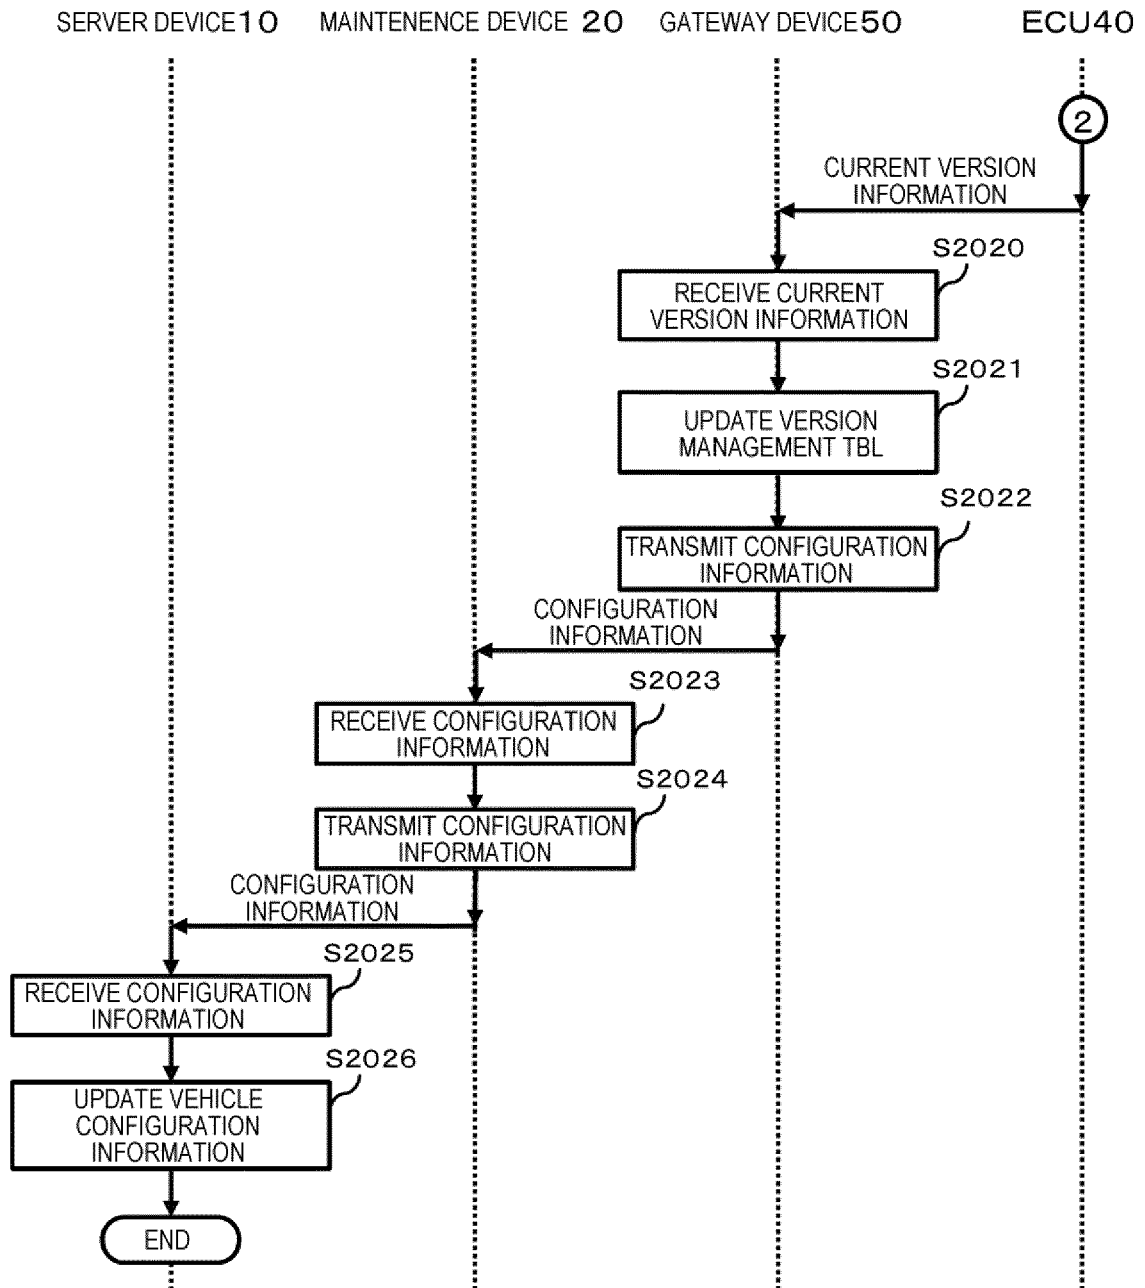 SERVER DEVICE10 MAINTENENCE DEVICE 20 GATEWAY DEVICE50 ECU40
2
CURRENT VERSION
INFORMATION
S2020
RECEIVE CURRENT
VERSION INFORMATION
S2021
UPDATE VERSION
MANAGEMENT TBL
S2022
TRANSMIT CONFIGURATION
INFORMATION
CONFIGURATION
INFORMATION
S2023
RECEIVE CONFIGURATION
INFORMATION
S2024
TRANSMIT CONFIGURATION
INFORMATION
CONFIGURATION
INFORMATION
S2025
RECEIVE CONFIGURATION
INFORMATION
S2026
UPDATE VEHICLE
CONFIGURATION
INFORMATION
END